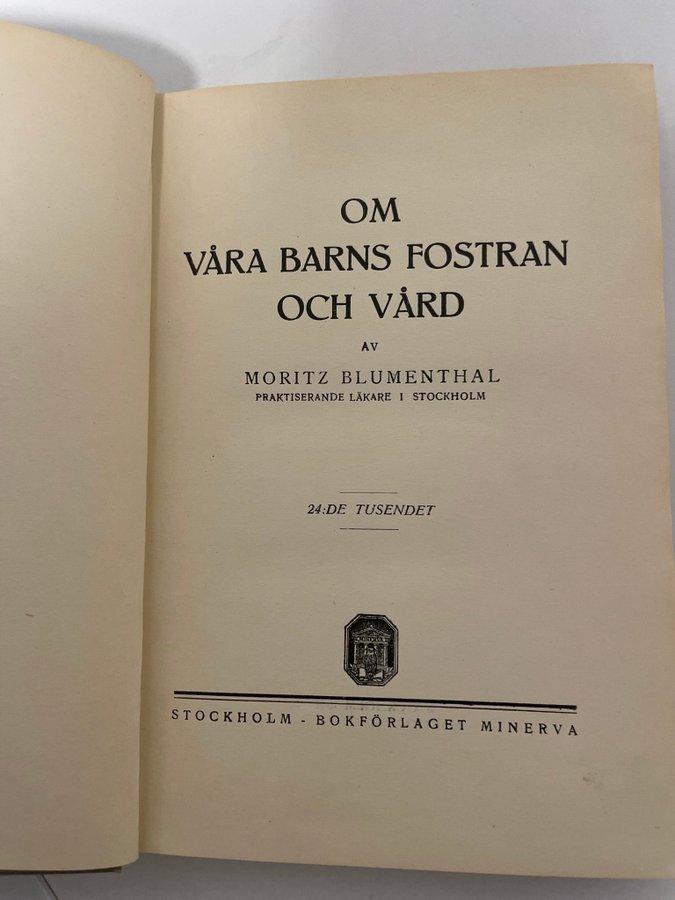 OM
VÅRA BARNS FOSTRAN
OCH VÅRD
AV
MORITZ BLUMENTHAL
PRAKTISERANDE LÄKARE I STOCKHOLM
24:DE TUSENDET
STOCKHOLM - BOKFÖRLAGET MINERVA